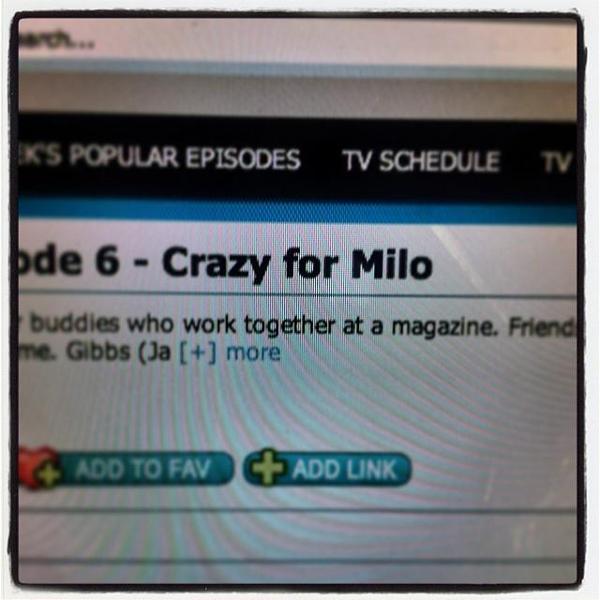 arch...
K'S POPULAR EPISODES TV SCHEDULE TV
ode 6 - Crazy for Milo
buddies who work together at a magazine. Friends
me. Gibbs (Ja [+] more
ADD TO FAV ADD LINK